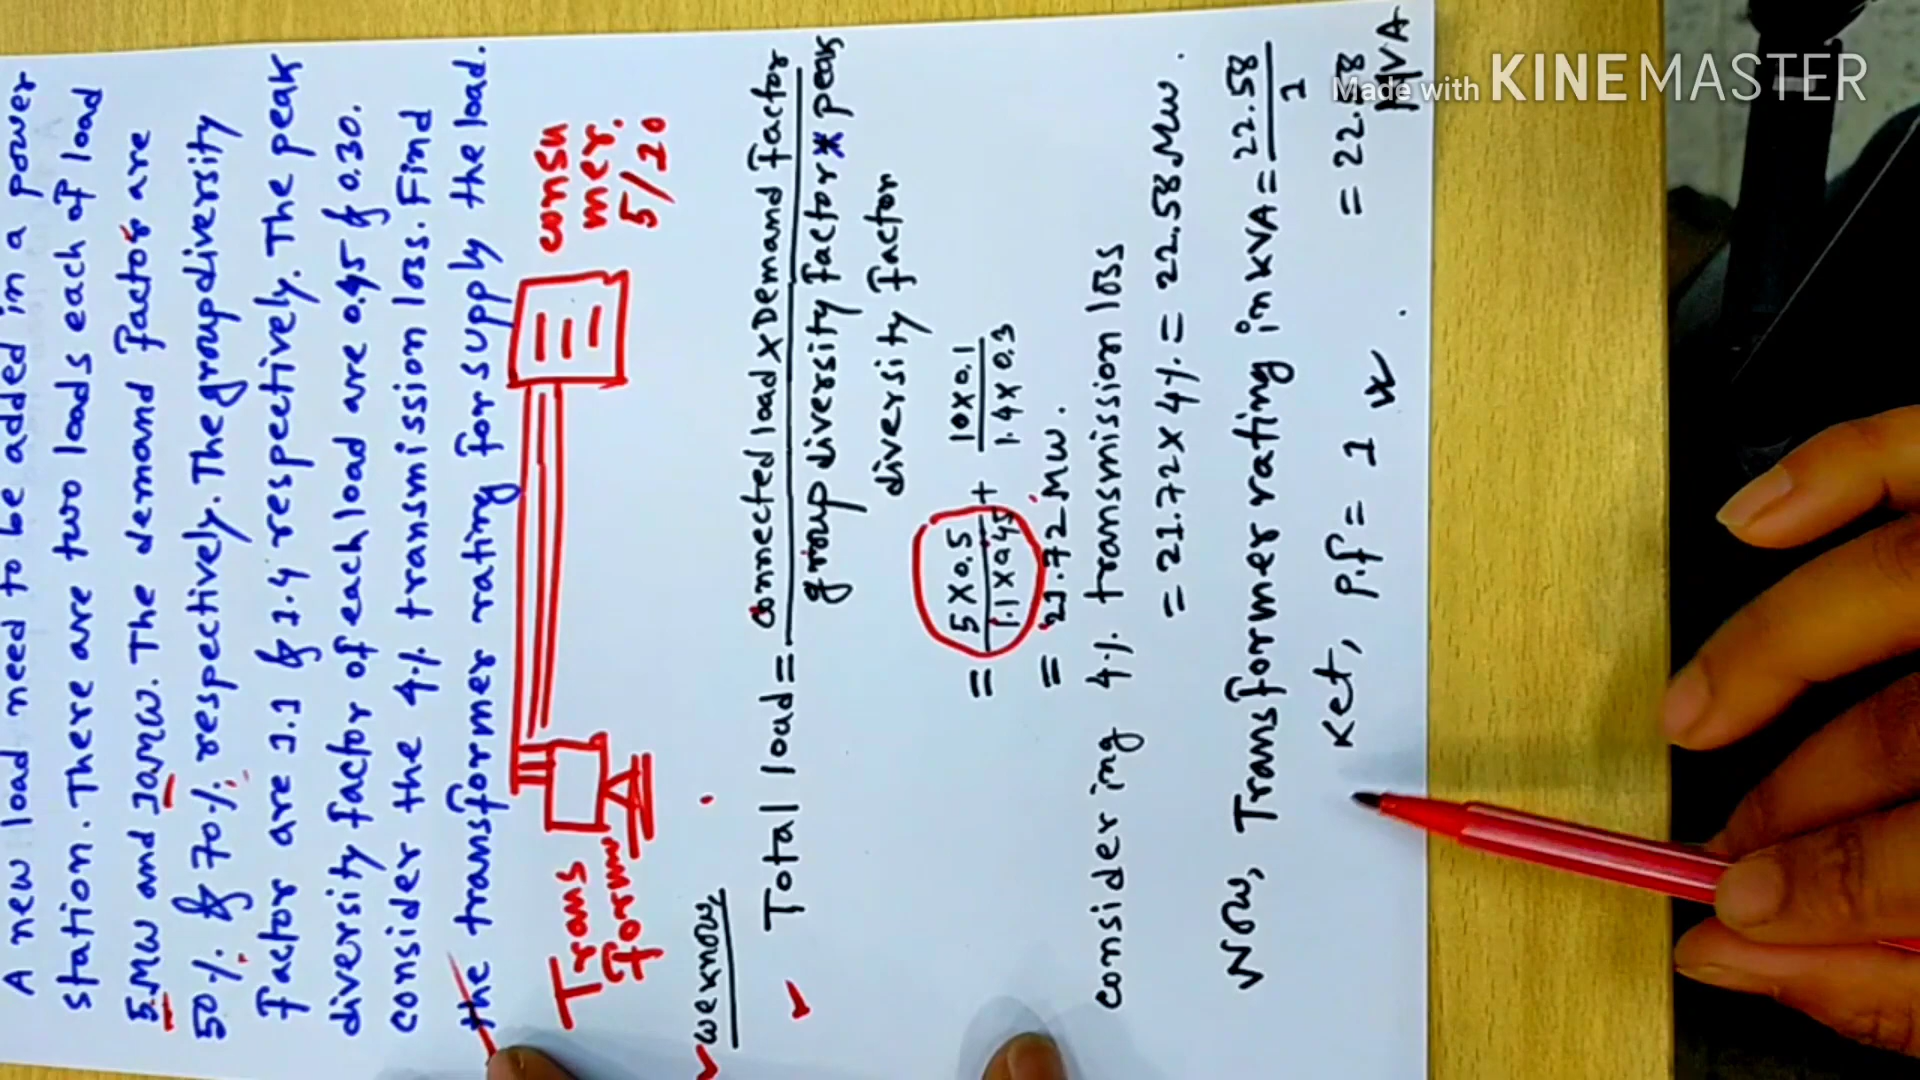 A new load need to be added in a power
station. There are two loads each of load
5MW and 10MW. The demand factor are
50% & 70% respectively. The group diversity
factor are 1.1 & 1.4 respectively. The peak
diversity factor of each load are 0.45 & 0.30.
consider the 4% transmission loss. Find
the transformer rating for supply the load.
Trans
former
consu
mer.
5/20
we know,
Total load = connected load x Demand factor
group diversity factor * peak
diversity factor
= 5 x 0.5 + 10 x 0.1
1.1 x 0.45 1.4 x 0.3
= 21.72 MW.
considering 4% transmission loss
= 21.72 x 4% = 22.58 MW.
Now, Transformer rating in kVA = 22.58
1
Ket, P.f = 1 = 22.58
MVA
Made with KINEMASTER